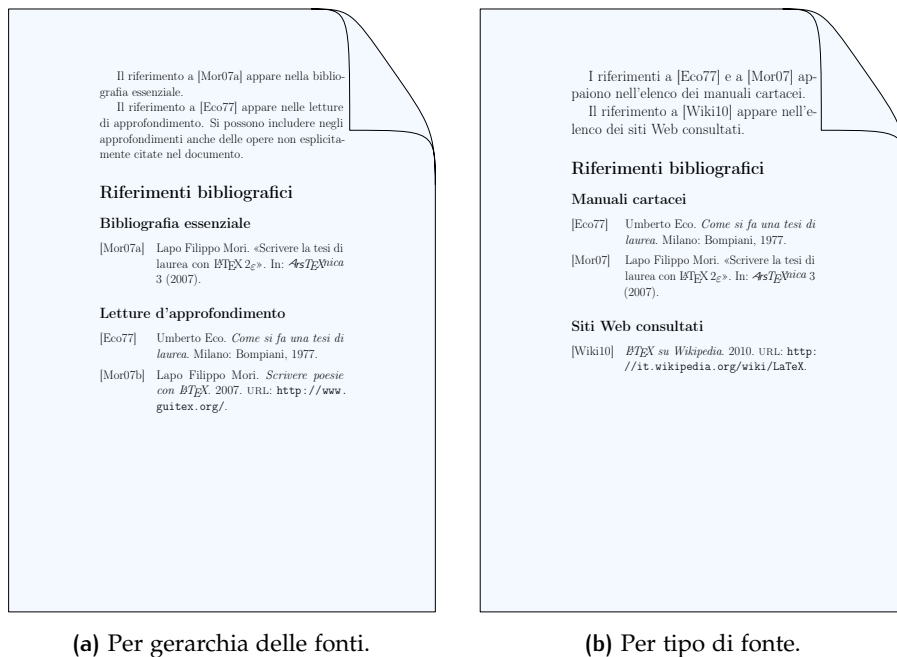 Il riferimento a [Mor07a] appare nella biblio-
grafia essenziale.
Il riferimento a [Eco77] appare nelle letture
di approfondimento. Si possono includere negli
approfondimenti anche delle opere non esplicita-
mente citate nel documento.
Riferimenti bibliografici
Bibliografia essenziale
[Mor07a] Lapo Filippo Mori. «Scrivere la tesi di
laurea con LaTeX 2ε». In: ArsTeXnica
3 (2007).
Letture d'approfondimento
[Eco77] Umberto Eco. Come si fa una tesi di
laurea. Milano: Bompiani, 1977.
[Mor07b] Lapo Filippo Mori. Scrivere poesie
con LaTeX. 2007. URL: http://www.
guitex.org/.
(a) Per gerarchia delle fonti.
I riferimenti a [Eco77] e a [Mor07] ap-
paiono nell'elenco dei manuali cartacei.
Il riferimento a [Wiki10] appare nell'e-
lenco dei siti Web consultati.
Riferimenti bibliografici
Manuali cartacei
[Eco77] Umberto Eco. Come si fa una tesi di
laurea. Milano: Bompiani, 1977.
[Mor07] Lapo Filippo Mori. «Scrivere la tesi di
laurea con LaTeX 2ε». In: ArsTeXnica 3
(2007).
Siti Web consultati
[Wiki10] LaTeX su Wikipedia. 2010. URL: http:
//it.wikipedia.org/wiki/LaTeX.
(b) Per tipo di fonte.